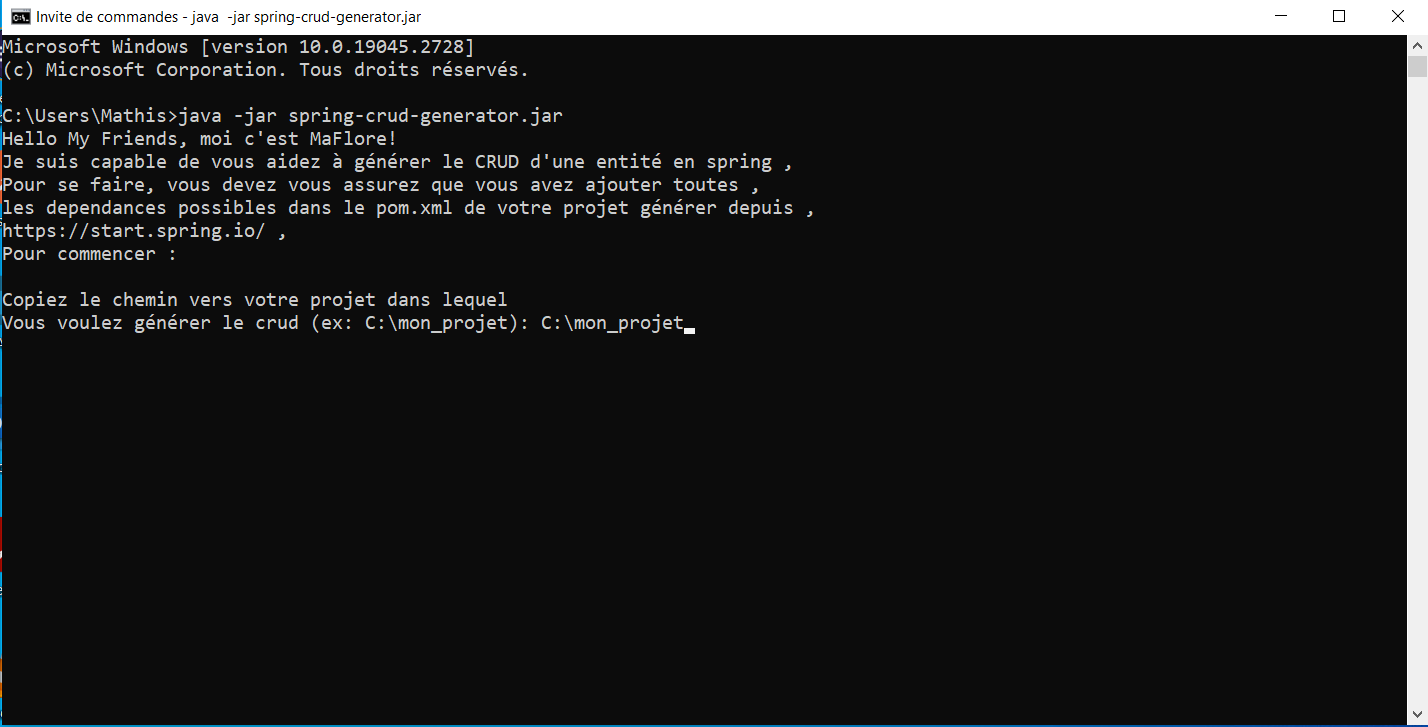 Invite de commandes - java  -jar spring-crud-generator.jar
Microsoft Windows [version 10.0.19045.2728]
(c) Microsoft Corporation. Tous droits réservés.
C:\Users\Mathis>java -jar spring-crud-generator.jar
Hello My Friends, moi c'est MaFlore!
Je suis capable de vous aidez à générer le CRUD d'une entité en spring ,
Pour se faire, vous devez vous assurez que vous avez ajouter toutes ,
les dependances possibles dans le pom.xml de votre projet générer depuis ,
https://start.spring.io/ ,
Pour commencer :
Copiez le chemin vers votre projet dans lequel
Vous voulez générer le crud (ex: C:\mon_projet): C:\mon_projet